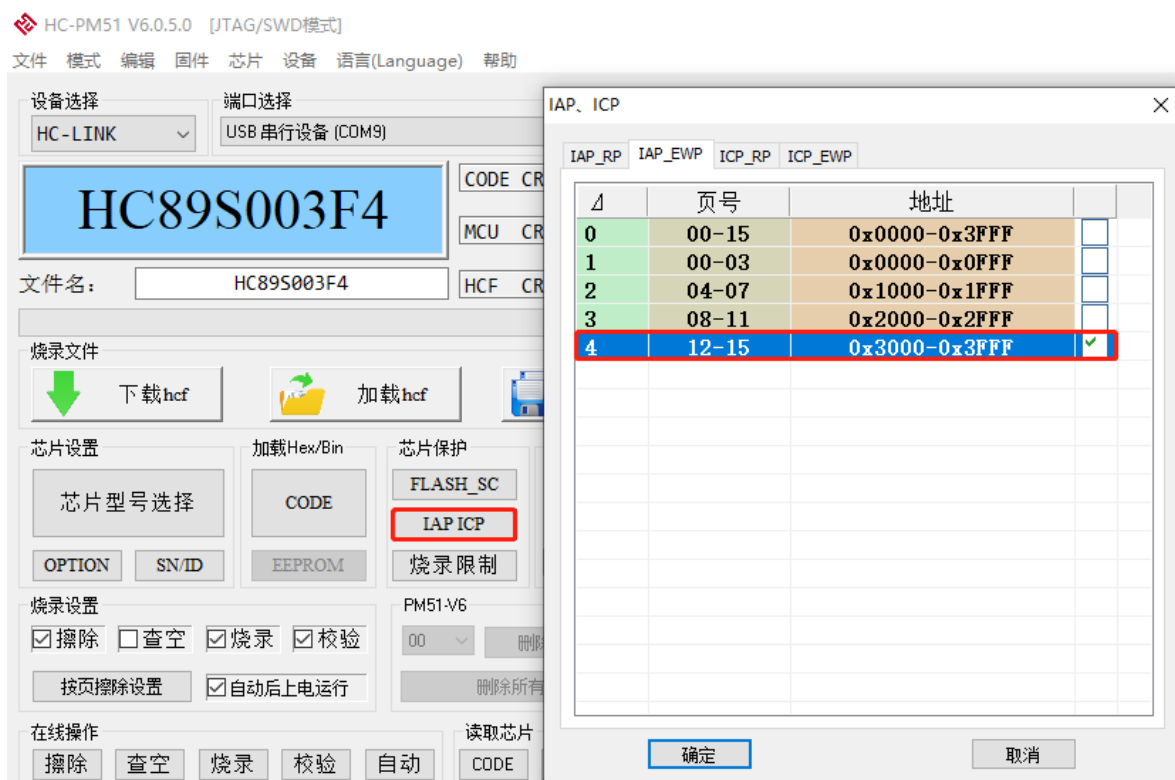 HC-PM51 V6.0.5.0 [JTAG/SWD模式]
文件 模式 编辑 固件 芯片 设备 语言(Language) 帮助
设备选择
HC-LINK
端口选择
USB 串行设备 (COM9)
HC89S003F4
CODE CR
MCU CR
HCF CR
文件名：
HC89S003F4
烧录文件
下载hcf
加载hcf
芯片设置
芯片型号选择
OPTION
SN/ID
加载Hex/Bin
CODE
EEPROM
芯片保护
FLASH_SC
IAP ICP
烧录限制
烧录设置
擦除 查空 烧录 校验
按页擦除设置
自动后上电运行
PM51-V6
00
删除所有
在线操作
擦除 查空 烧录 校验 自动
读取芯片
CODE
IAP、ICP
IAP_RP IAP_EWP ICP_RP ICP_EWP
页号 地址
0 00-15 0x0000-0x3FFF
1 00-03 0x0000-0x0FFF
2 04-07 0x1000-0x1FFF
3 08-11 0x2000-0x2FFF
4 12-15 0x3000-0x3FFF
确定
取消